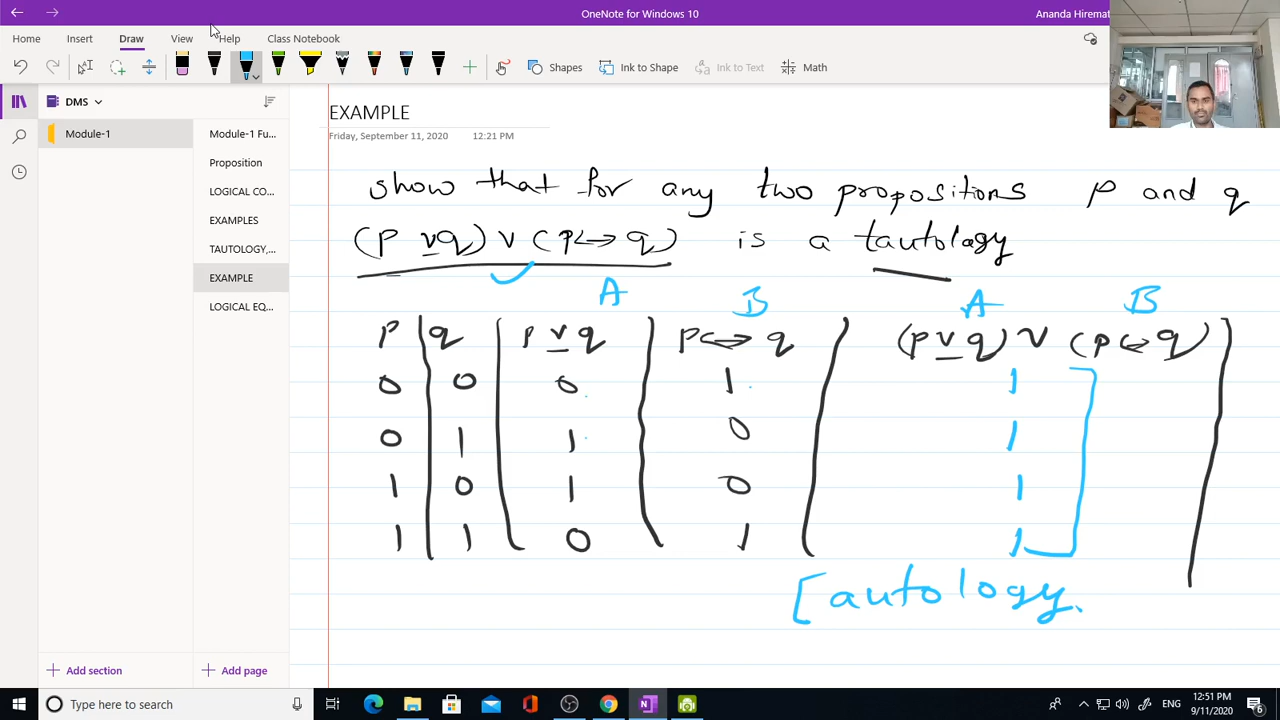 OneNote for Windows 10
Ananda Hiremat
Home Insert Draw View Help Class Notebook
Shapes Ink to Shape Ink to Text Math
DMS
Module-1
Module-1 Fu...
Proposition
LOGICAL CO...
EXAMPLES
TAUTOLOGY,...
EXAMPLE
LOGICAL EQ...
EXAMPLE
Friday, September 11, 2020 12:21 PM
show that for any two propositions p and q
(p ⊻ q) ∨ (p ↔ q) is a tautology
A B A B
p q p ⊻ q p ↔ q (p ⊻ q) ∨ (p ↔ q)
0 0 0 1 1
0 1 1 0 1
1 0 1 0 1
1 1 0 1 1
Tautology.
Add section Add page
Type here to search
ENG
12:51 PM
9/11/2020
6